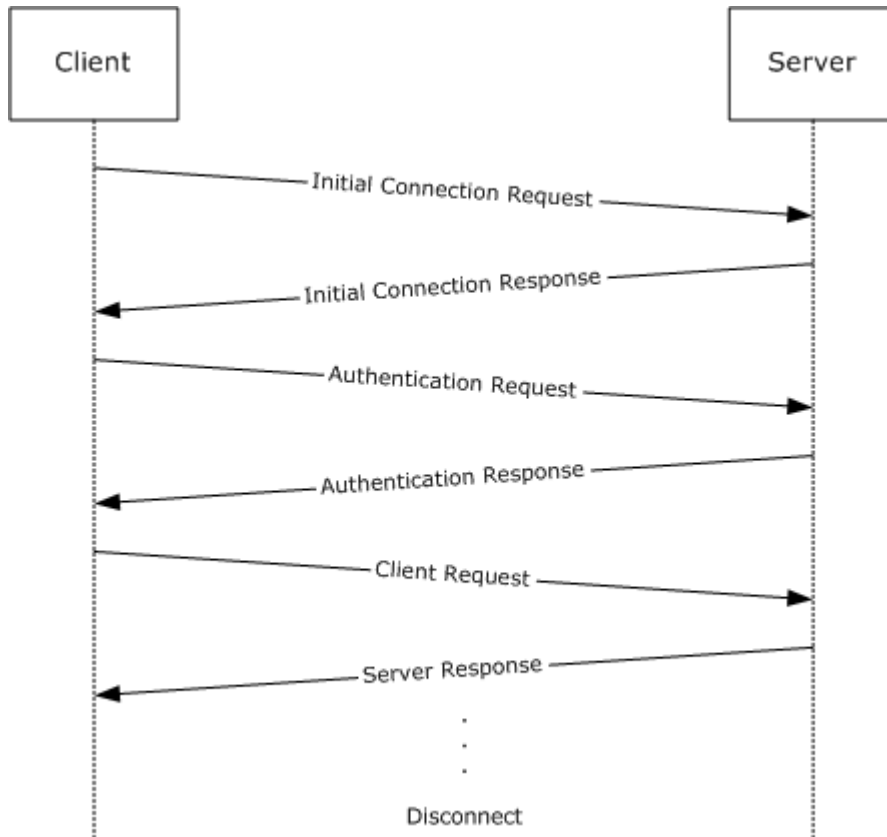 Client
Server
Initial Connection Request
Initial Connection Response
Authentication Request
Authentication Response
Client Request
Server Response
.
.
.
Disconnect